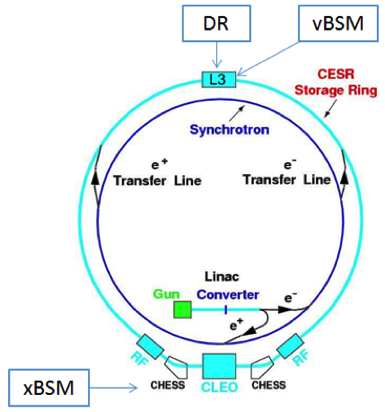 DR
vBSM
L3
CESR
Storage Ring
Synchrotron
e+
Transfer Line
e-
Transfer Line
Linac
Gun
Converter
e-
e+
RF
RF
CHESS
CLEO
CHESS
xBSM